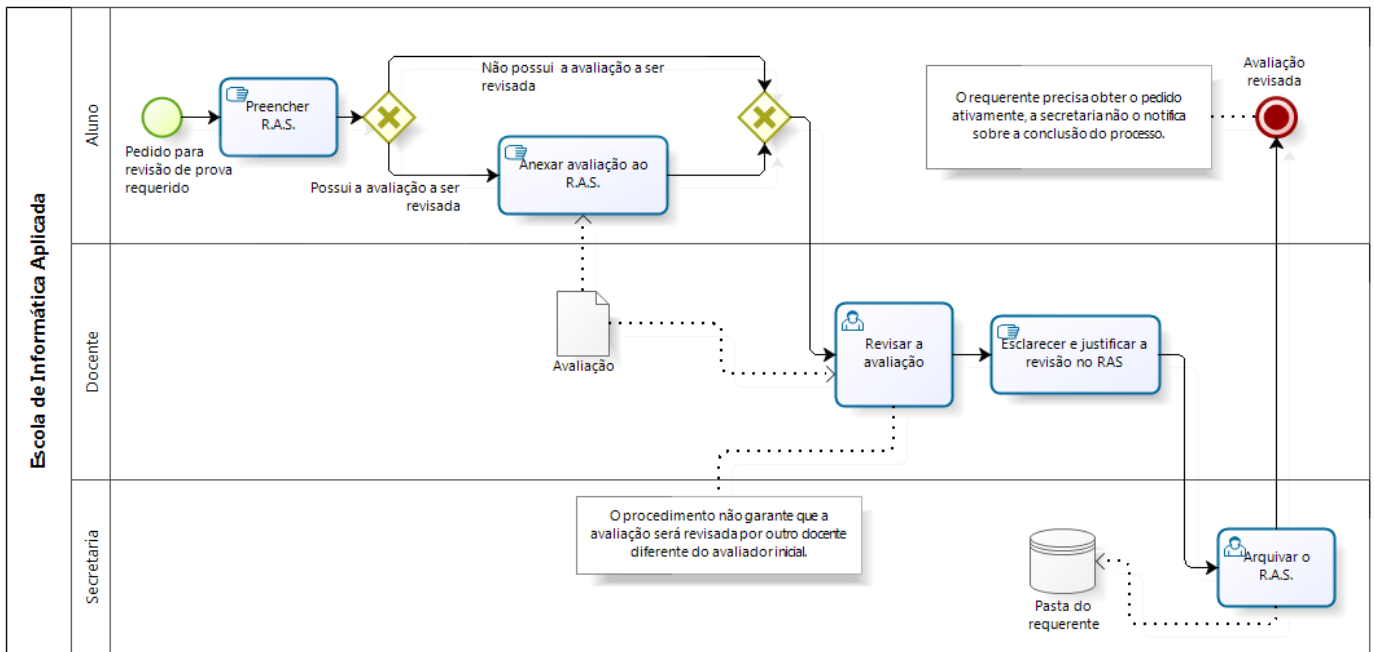 Escola de Informática Aplicada
Aluno
Pedido para
revisão de prova
requerido
Preencher
R.A.S.
Não possui a avaliação a ser
revisada
Possui a avaliação a ser
revisada
Anexar avaliação ao
R.A.S.
O requerente precisa obter o pedido
ativamente, a secretaria não o notifica
sobre a conclusão do processo.
Avaliação
revisada
Docente
Avaliação
Revisar a
avaliação
Esclarecer e justificar a
revisão no RAS
Secretaria
O procedimento não garante que a
avaliação será revisada por outro docente
diferente do avaliador inicial.
Pasta do
requerente
Arquivar o
R.A.S.